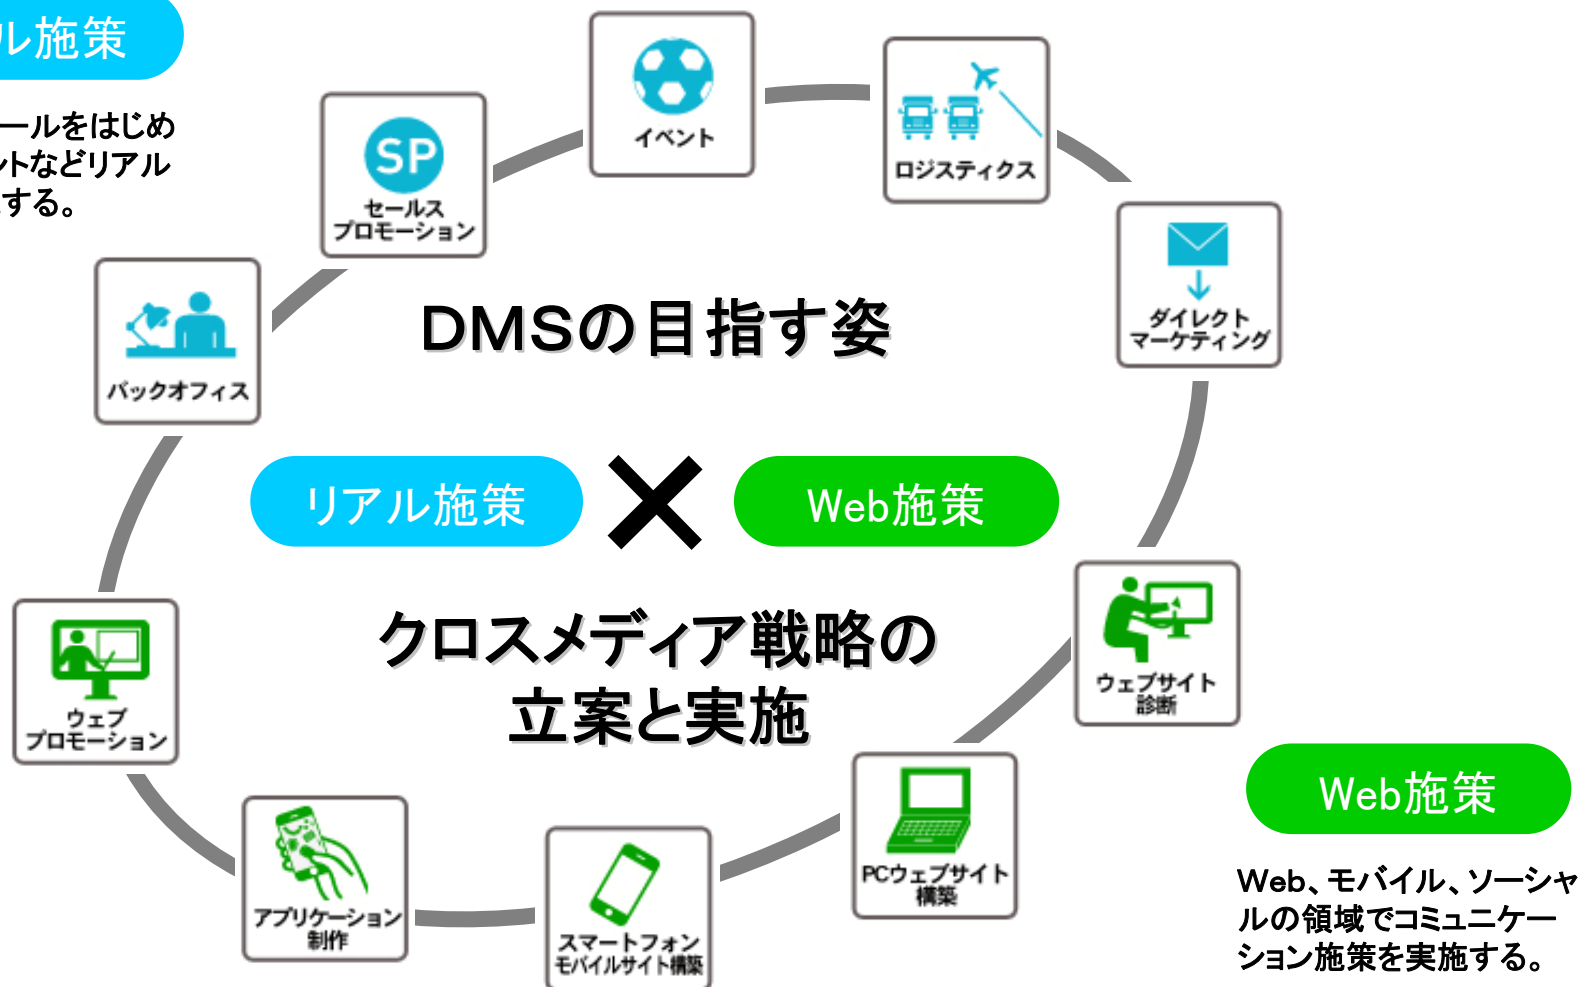 ル施策
ールをはじめ
ントなどリアル
する。
イベント
ロジスティクス
SP
セールス
プロモーション
ダイレクト
マーケティング
バックオフィス
DMSの目指す姿
リアル施策
×
Web施策
クロスメディア戦略の
立案と実施
ウェブサイト
診断
ウェブ
プロモーション
PCウェブサイト
構築
アプリケーション
制作
スマートフォン
モバイルサイト構築
Web施策
Web、モバイル、ソーシャ
ルの領域でコミュニケー
ション施策を実施する。